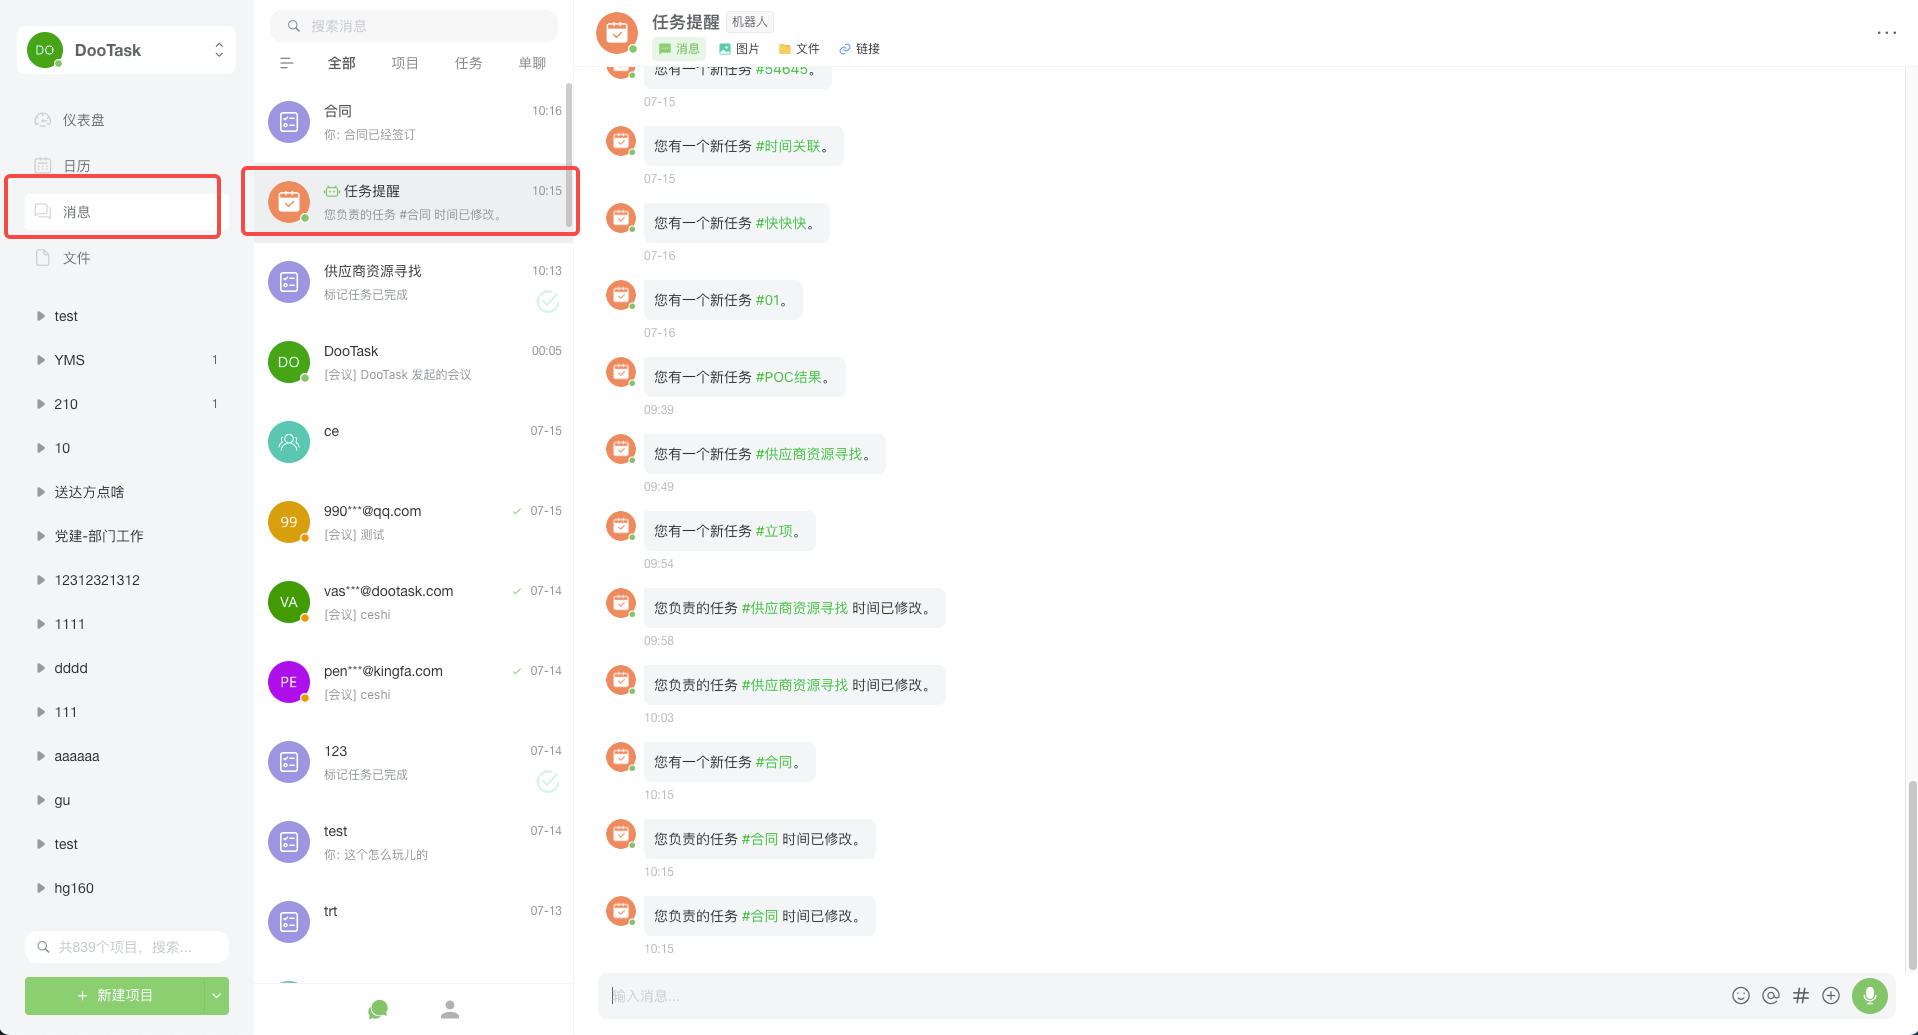 DO
DooTask
仪表盘
日历
消息
文件
test
YMS
1
210
1
10
送达方点啥
党建-部门工作
12312321312
1111
dddd
111
aaaaaa
gu
test
hg160
共839个项目，搜索...
+ 新建项目
搜索消息
全部
项目
任务
单聊
合同
10:16
你: 合同已经签订
任务提醒
10:15
您负责的任务 #合同 时间已修改。
供应商资源寻找
10:13
标记任务已完成
DO
DooTask
00:05
[会议] DooTask 发起的会议
ce
07-15
99
990***@qq.com
07-15
[会议] 测试
VA
vas***@dootask.com
07-14
[会议] ceshi
PE
pen***@kingfa.com
07-14
[会议] ceshi
123
07-14
标记任务已完成
test
07-14
你: 这个怎么玩儿的
trt
07-13
任务提醒
机器人
消息
图片
文件
链接
您有一个新任务 #54645。
07-15
您有一个新任务 #时间关联。
07-15
您有一个新任务 #快快快。
07-16
您有一个新任务 #01。
07-16
您有一个新任务 #POC结果。
09:39
您有一个新任务 #供应商资源寻找。
09:49
您有一个新任务 #立项。
09:54
您负责的任务 #供应商资源寻找 时间已修改。
09:58
您负责的任务 #供应商资源寻找 时间已修改。
10:03
您有一个新任务 #合同。
10:15
您负责的任务 #合同 时间已修改。
10:15
您负责的任务 #合同 时间已修改。
10:15
输入消息...